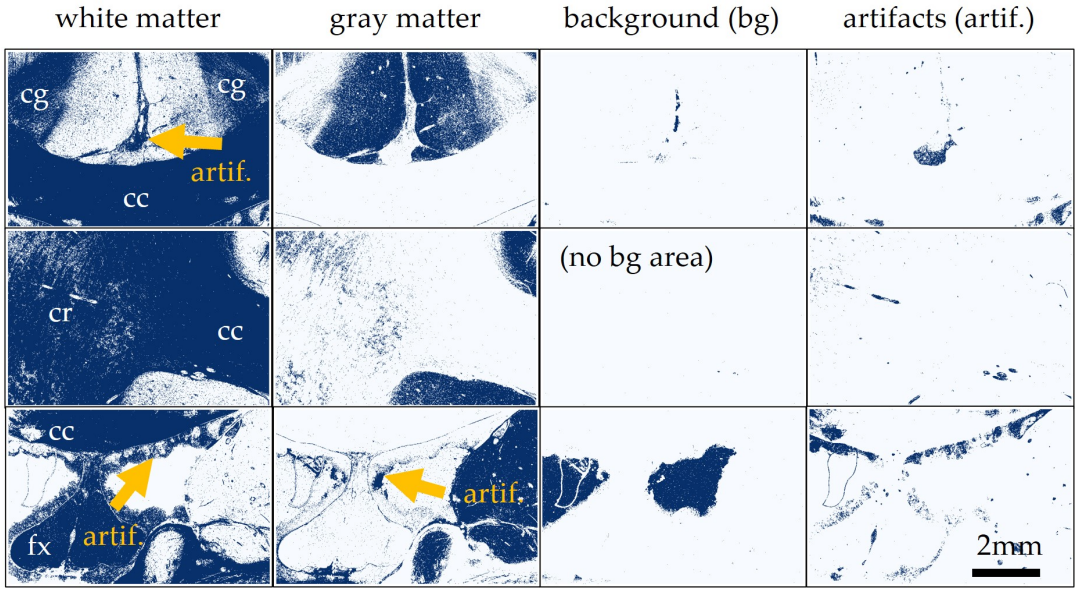 white matter gray matter background (bg) artifacts (artif.)
cg cg
artif.
cc
(no bg area)
cr
cc
cc
artif.
artif.
fx
2mm